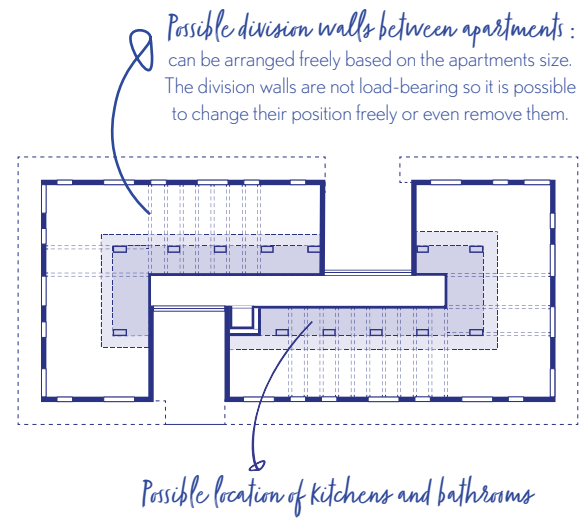 Possible division walls between apartments :
can be arranged freely based on the apartments size.
The division walls are not load-bearing so it is possible
to change their position freely or even remove them.
Possible location of kitchens and bathrooms